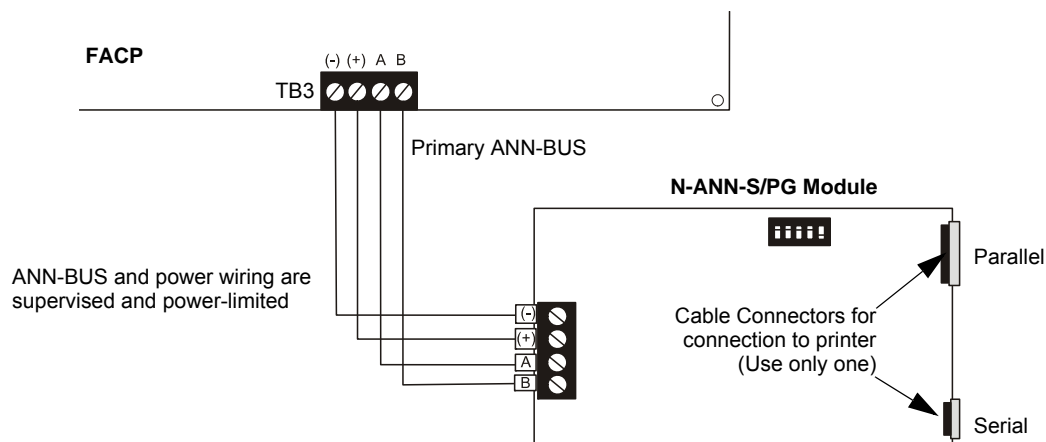 FACP
(-) (+) A B
TB3
Primary ANN-BUS
N-ANN-S/PG Module
ANN-BUS and power wiring are
supervised and power-limited
Parallel
(-)
(+)
A
B
Cable Connectors for
connection to printer
(Use only one)
Serial